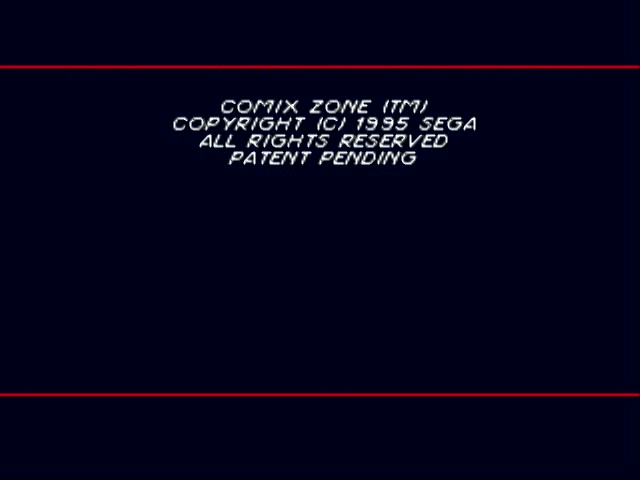 COMIX ZONE (TM)
COPYRIGHT (C) 1995 SEGA
ALL RIGHTS RESERVED
PATENT PENDING